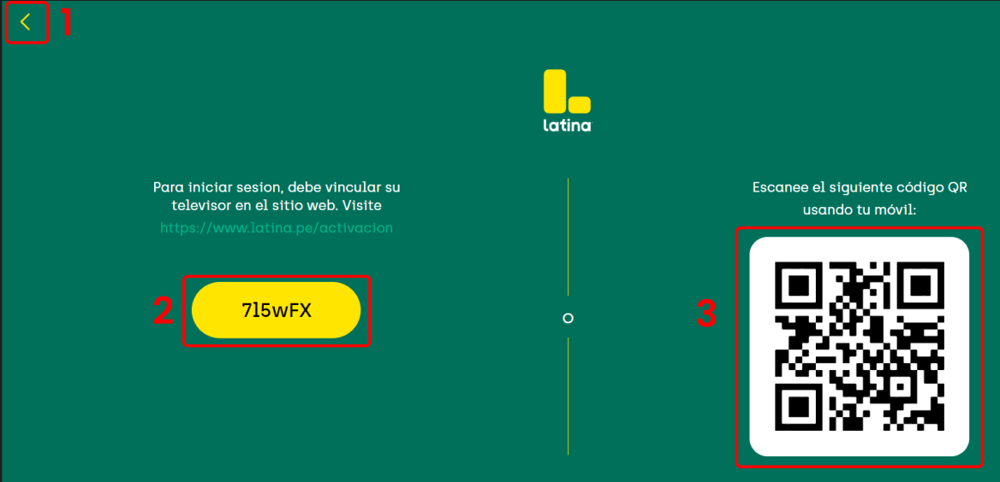 1
latina
Para iniciar sesion, debe vincular su
televisor en el sitio web. Visite
https://www.latina.pe/activacion
2
7l5wFX
Escanee el siguiente código QR
usando tu móvil:
3